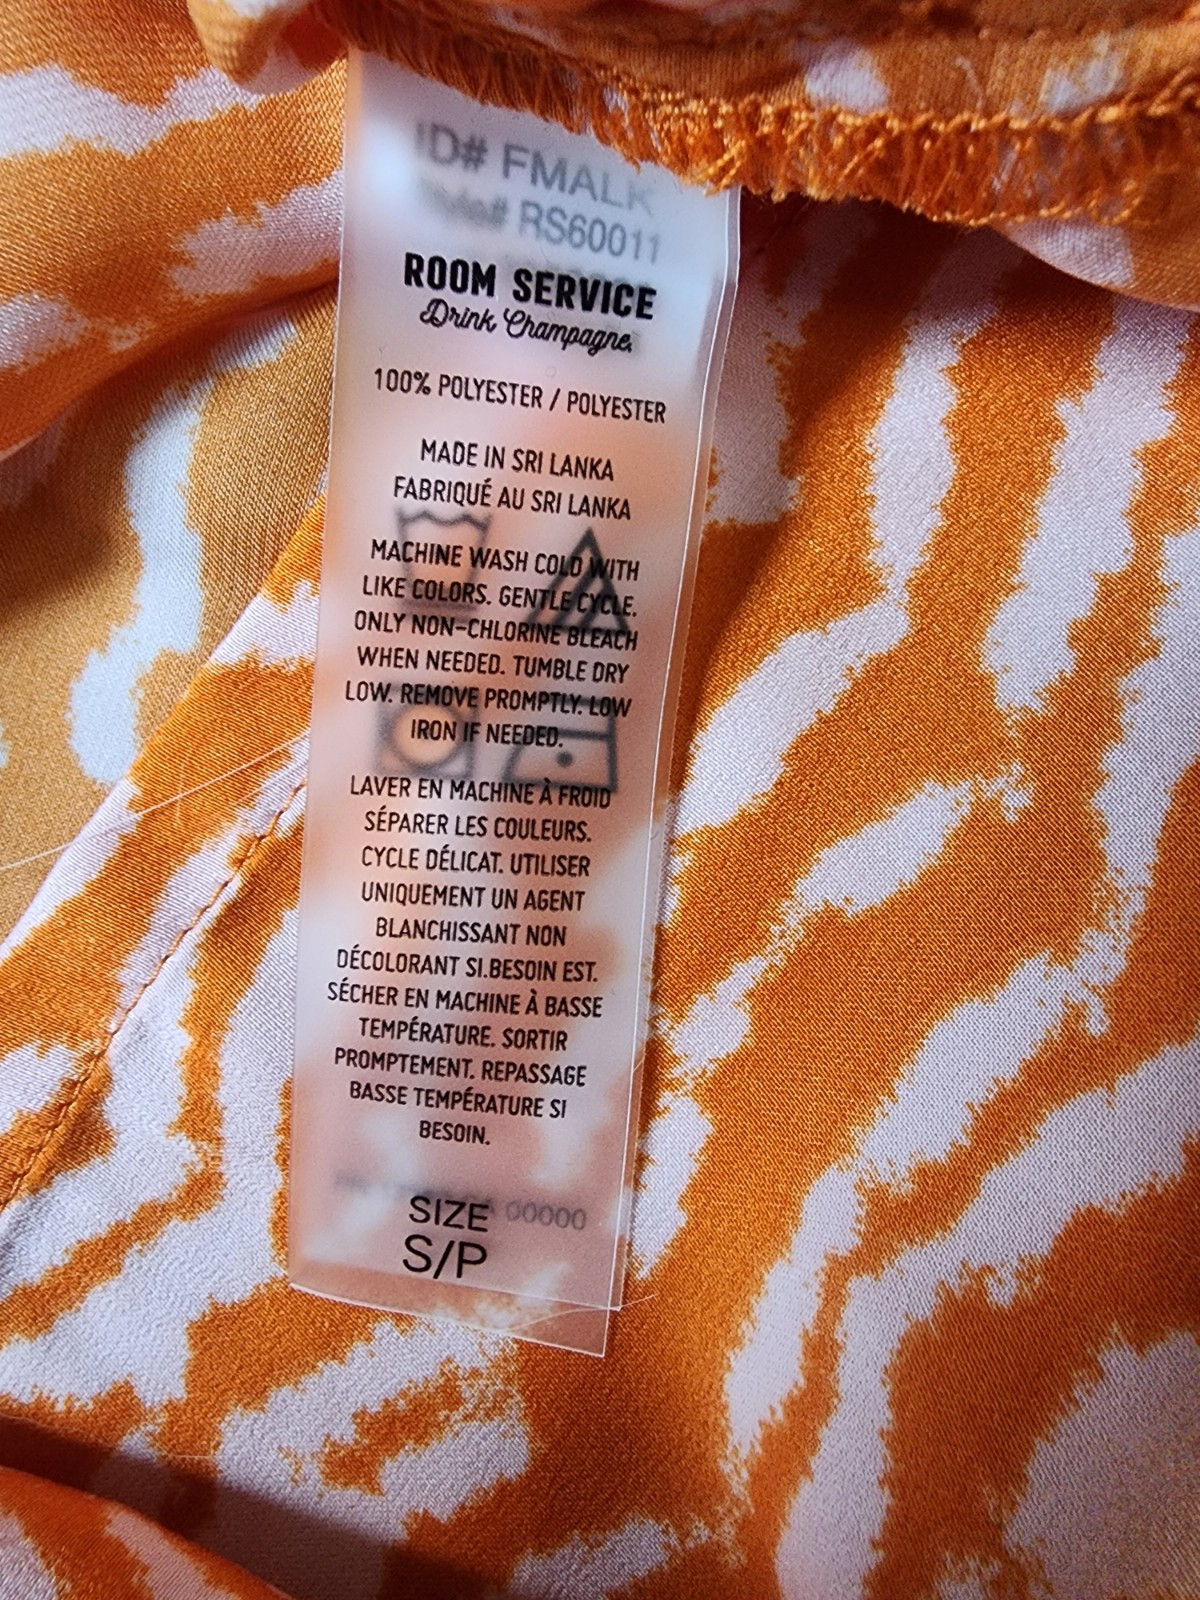 ID# FMALK
Style# RS60011
ROOM SERVICE
Drink Champagne.
100% POLYESTER / POLYESTER
MADE IN SRI LANKA
FABRIQUÉ AU SRI LANKA
MACHINE WASH COLD WITH
LIKE COLORS. GENTLE CYCLE.
ONLY NON-CHLORINE BLEACH
WHEN NEEDED. TUMBLE DRY
LOW. REMOVE PROMPTLY. LOW
IRON IF NEEDED.
LAVER EN MACHINE À FROID
SÉPARER LES COULEURS.
CYCLE DÉLICAT. UTILISER
UNIQUEMENT UN AGENT
BLANCHISSANT NON
DÉCOLORANT SI.BESOIN EST.
SÉCHER EN MACHINE À BASSE
TEMPÉRATURE. SORTIR
PROMPTEMENT. REPASSAGE
BASSE TEMPÉRATURE SI
BESOIN.
00000
SIZE
S/P